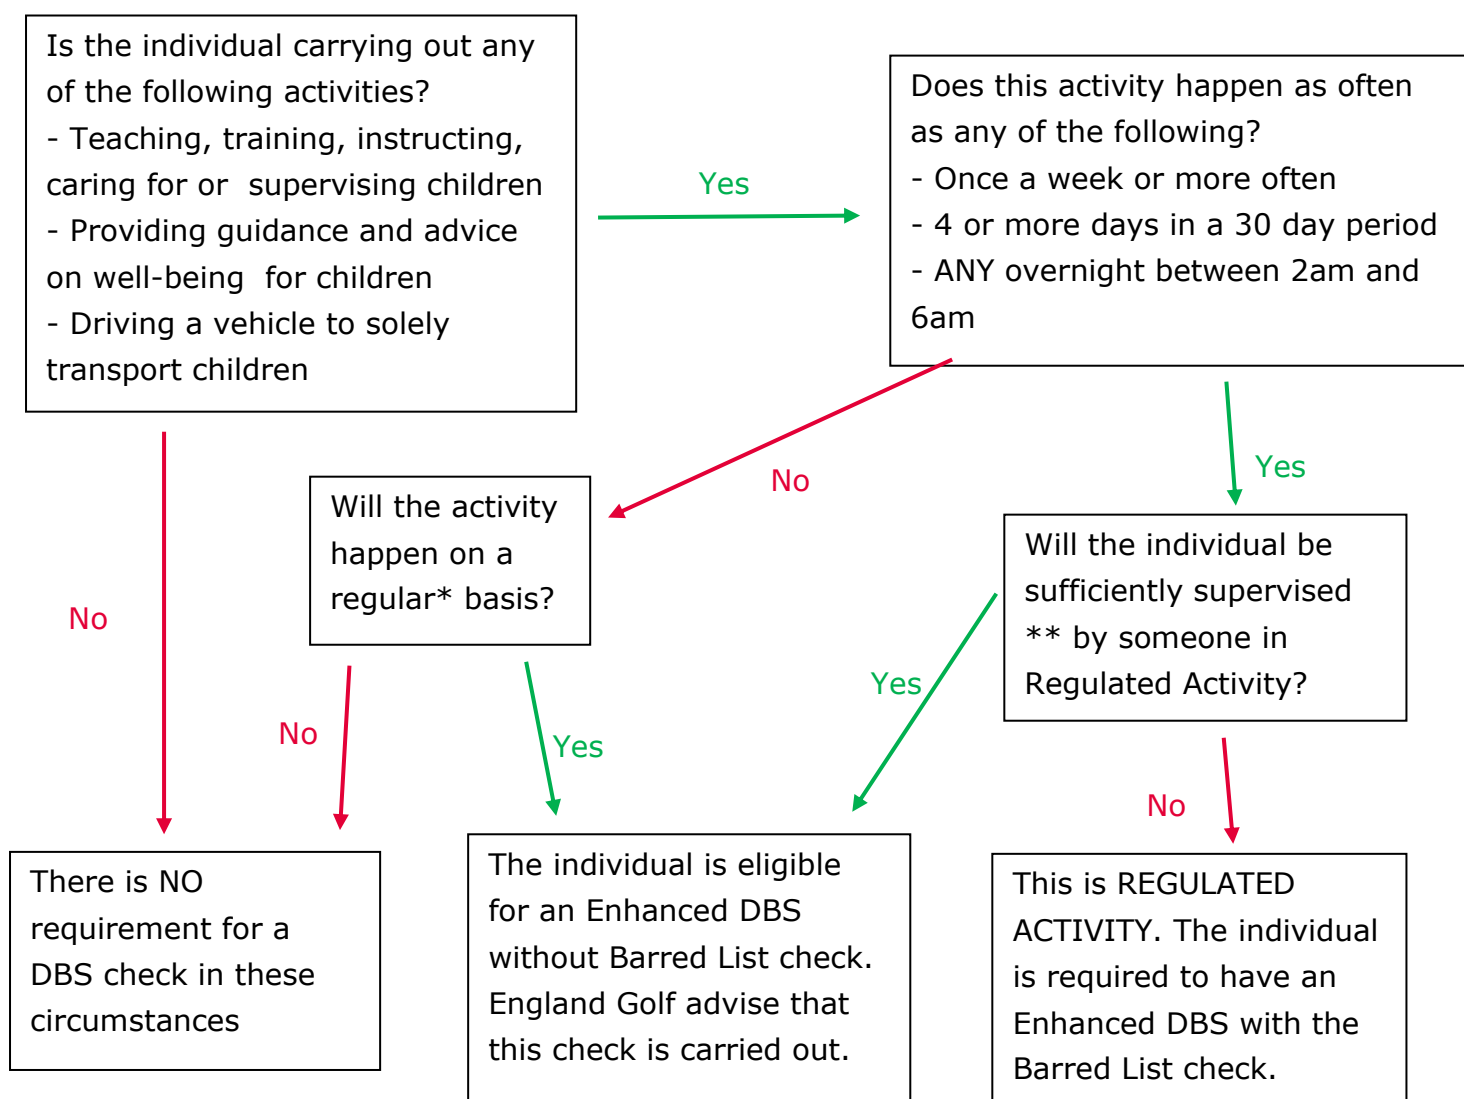 Is the individual carrying out any
of the following activities?
- Teaching, training, instructing,
caring for or  supervising children
- Providing guidance and advice
on well-being  for children
- Driving a vehicle to solely
transport children
Yes
Does this activity happen as often
as any of the following?
- Once a week or more often
- 4 or more days in a 30 day period
- ANY overnight between 2am and
6am
No
Yes
No
Will the activity
happen on a
regular* basis?
Will the individual be
sufficiently supervised
** by someone in
Regulated Activity?
No
Yes
Yes
No
There is NO
requirement for a
DBS check in these
circumstances
The individual is eligible
for an Enhanced DBS
without Barred List check.
England Golf advise that
this check is carried out.
This is REGULATED
ACTIVITY. The individual
is required to have an
Enhanced DBS with the
Barred List check.